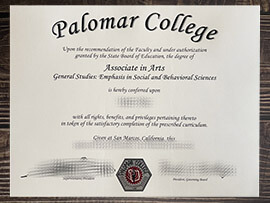 Palomar College
Upon the recommendation of the Faculty and under authorization
granted by the State Board of Education, the degree of
Associate in Arts
General Studies: Emphasis in Social and Behavioral Sciences
is hereby conferred upon
with all rights, benefits, and privileges pertaining thereto
in token of the satisfactory completion of the prescribed curriculum.
Given at San Marcos, California, this